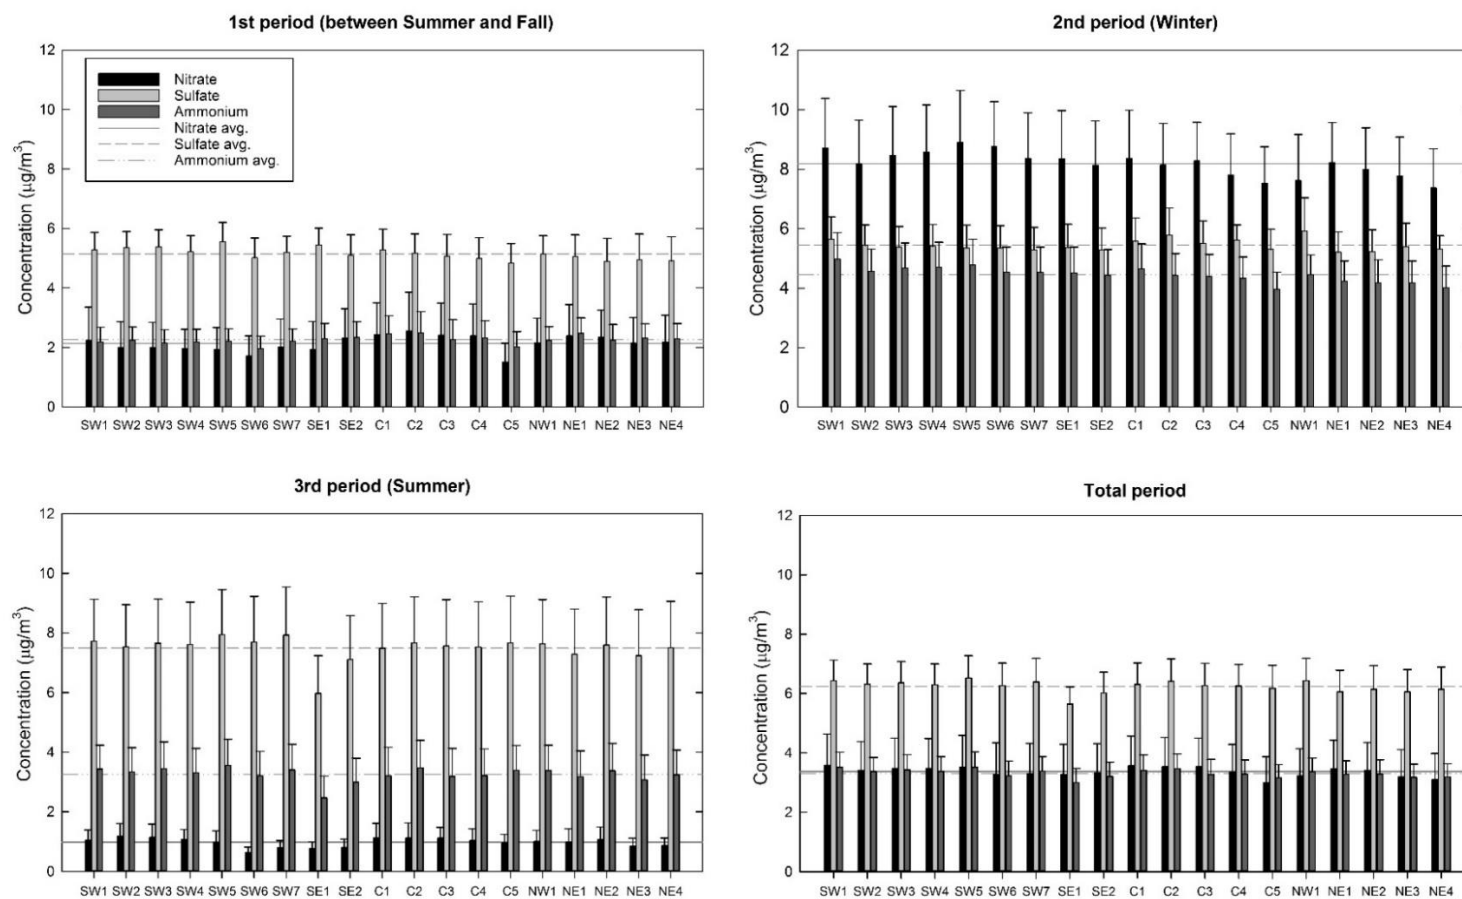 1st period (between Summer and Fall)
12
10
8
6
4
2
0
Concentration (μg/m³)
Nitrate
Sulfate
Ammonium
Nitrate avg.
Sulfate avg.
Ammonium avg.
SW1 SW2 SW3 SW4 SW5 SW6 SW7 SE1 SE2 C1 C2 C3 C4 C5 NW1 NE1 NE2 NE3 NE4
2nd period (Winter)
12
10
8
6
4
2
0
Concentration (μg/m³)
SW1 SW2 SW3 SW4 SW5 SW6 SW7 SE1 SE2 C1 C2 C3 C4 C5 NW1 NE1 NE2 NE3 NE4
3rd period (Summer)
12
10
8
6
4
2
0
Concentration (μg/m³)
SW1 SW2 SW3 SW4 SW5 SW6 SW7 SE1 SE2 C1 C2 C3 C4 C5 NW1 NE1 NE2 NE3 NE4
Total period
12
10
8
6
4
2
0
Concentration (μg/m³)
SW1 SW2 SW3 SW4 SW5 SW6 SW7 SE1 SE2 C1 C2 C3 C4 C5 NW1 NE1 NE2 NE3 NE4